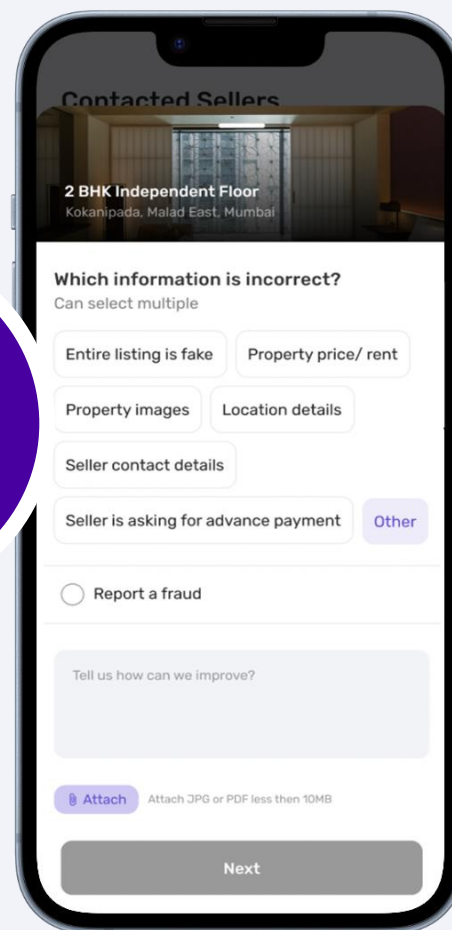 Contacted Sellers
2 BHK Independent Floor
Kokanipada, Malad East, Mumbai
Which information is incorrect?
Can select multiple
Entire listing is fake
Property price/ rent
Property images
Location details
Seller contact details
Seller is asking for advance payment
Other
Report a fraud
Tell us how can we improve?
Attach
Attach JPG or PDF less then 10MB
Next